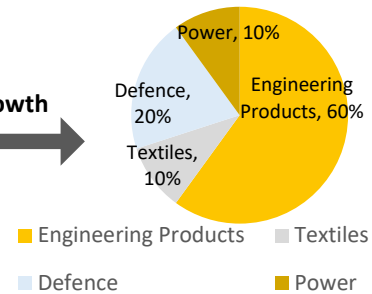 Power, 10%
Engineering
Products, 60%
Defence,
20%
owth
Textiles,
10%
Engineering Products
Textiles
Defence
Power